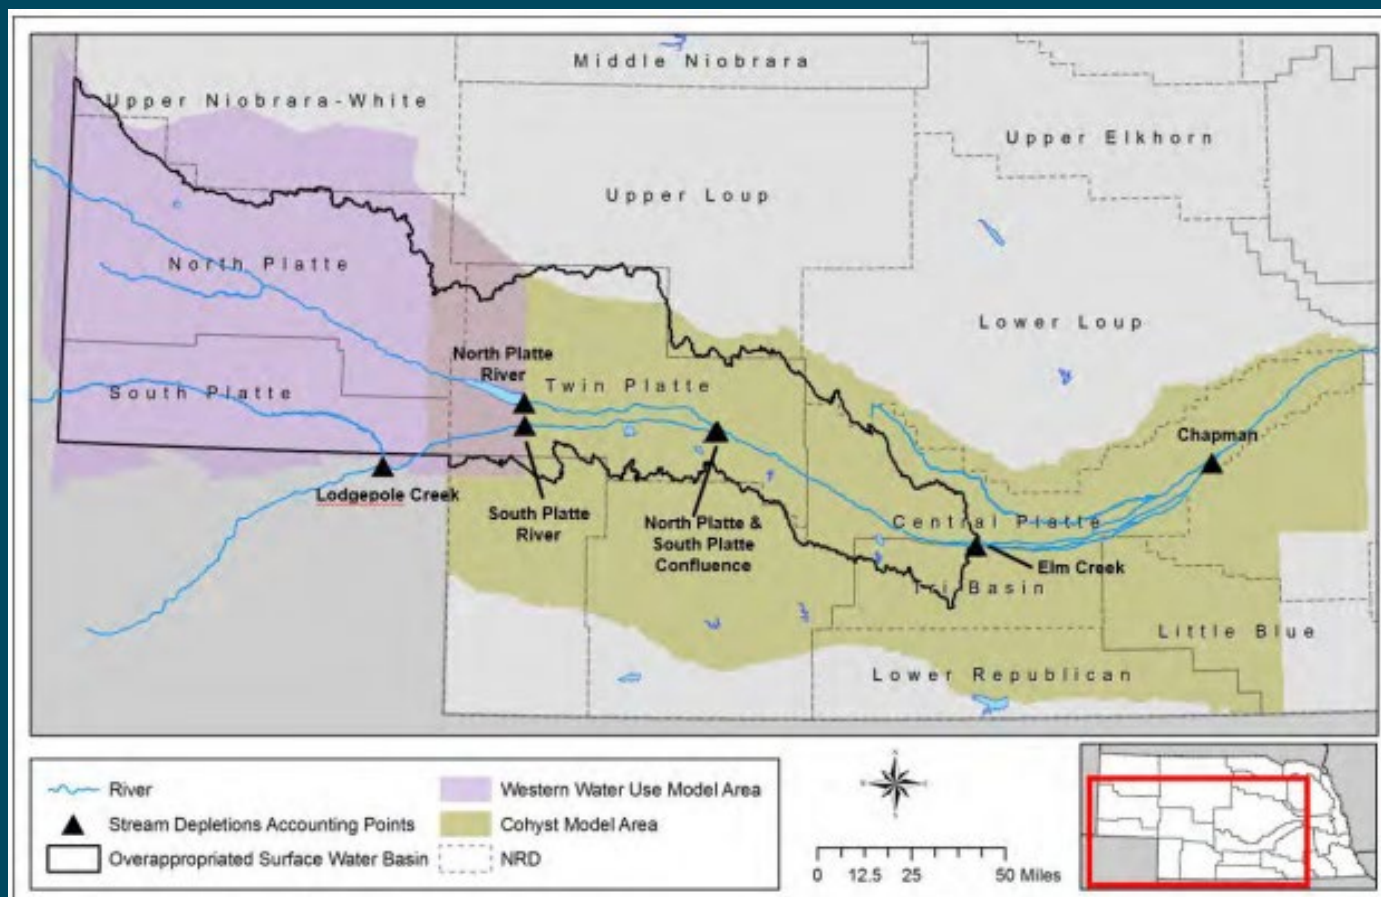 Middle Niobrara
Upper Niobrara-White
Upper Elkhorn
Upper Loup
North Platte
Lower Loup
North Platte
River
Twin Platte
South Platte
Chapman
Lodgepole Creek
South Platte
River
North Platte &
South Platte
Confluence
Central Platte
Elm Creek
Tri Basin
Little Blue
Lower Republican
River
Western Water Use Model Area
Stream Depletions Accounting Points
Cohyst Model Area
Overappropriated Surface Water Basin
NRD
0 12.5 25 50 Miles